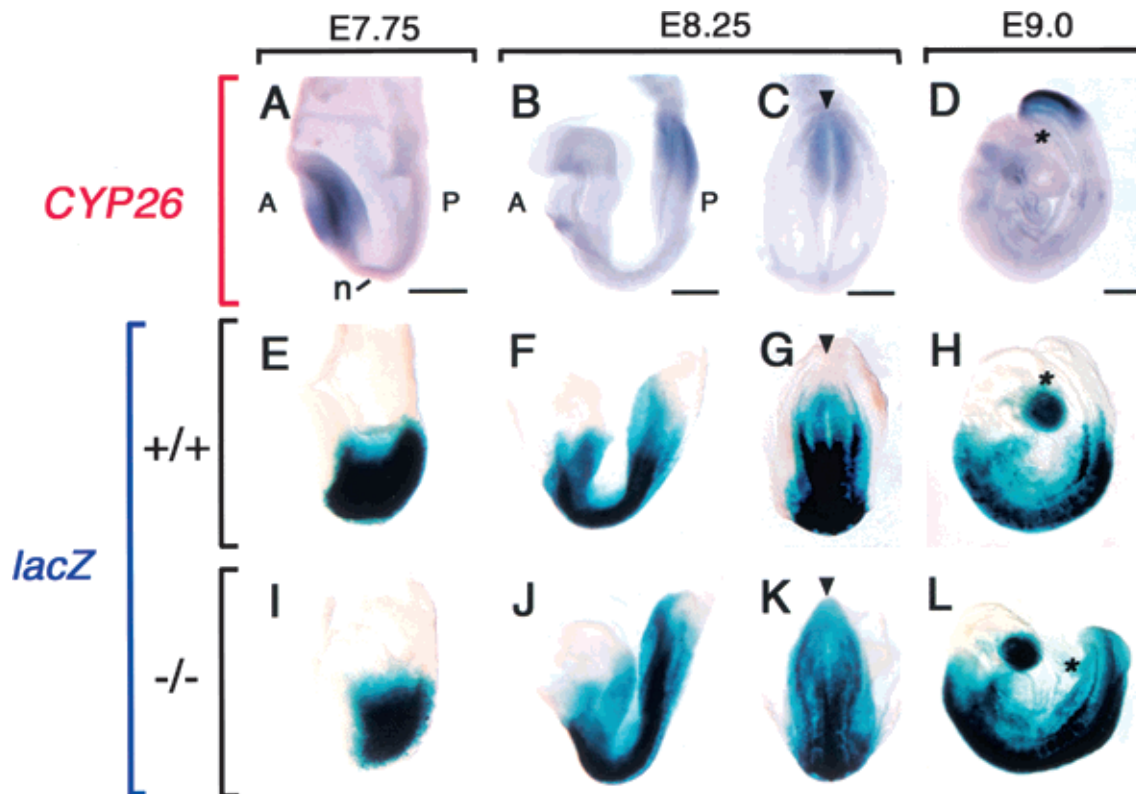 E7.75 E8.25 E9.0
A B C D
CYP26 A P A P *
n
E F G H
+/+ *
lacZ
I J K L
-/- *